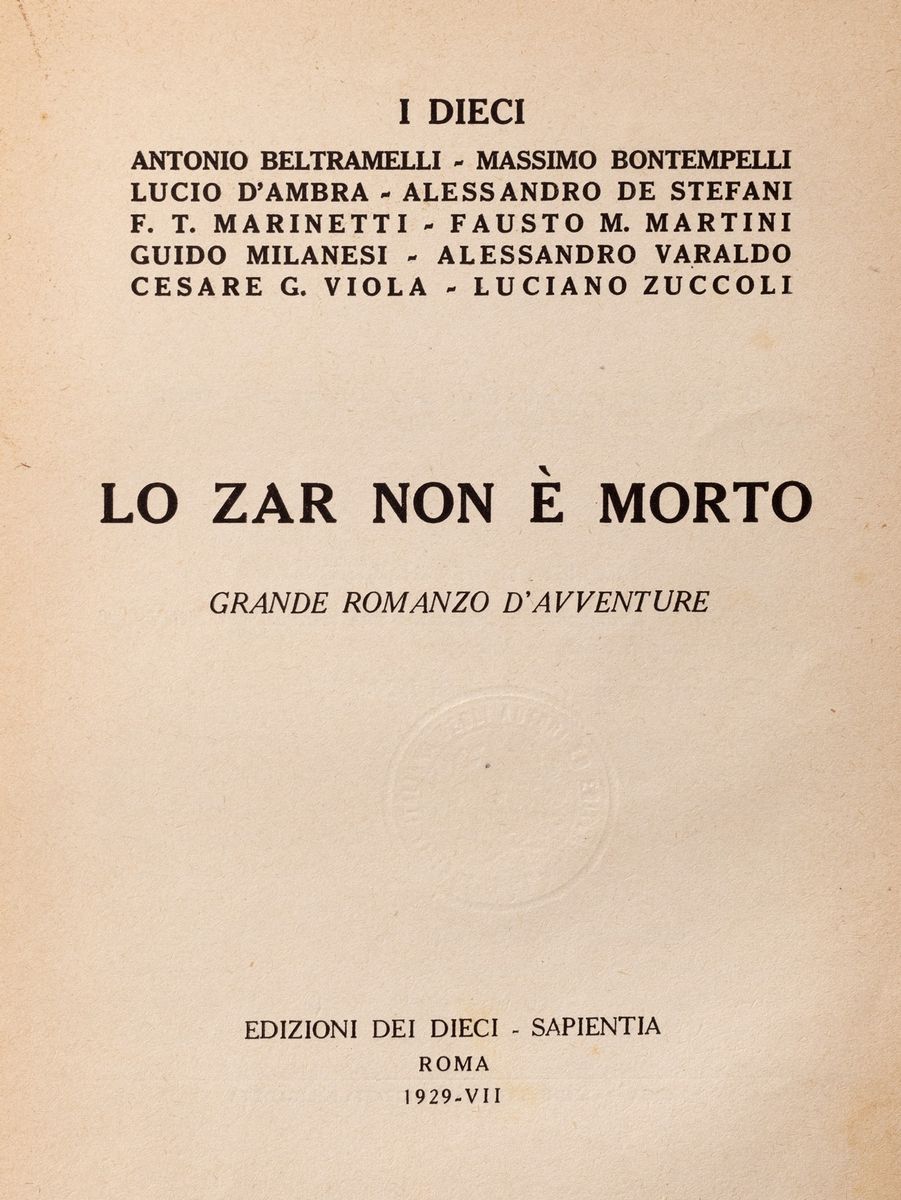 I DIECI
ANTONIO BELTRAMELLI - MASSIMO BONTEMPELLI
LUCIO D'AMBRA - ALESSANDRO DE STEFANI
F. T. MARINETTI - FAUSTO M. MARTINI
GUIDO MILANESI - ALESSANDRO VARALDO
CESARE G. VIOLA - LUCIANO ZUCCOLI
LO ZAR NON È MORTO
GRANDE ROMANZO D'AVVENTURE
EDIZIONI DEI DIECI - SAPIENTIA
ROMA
1929-VII